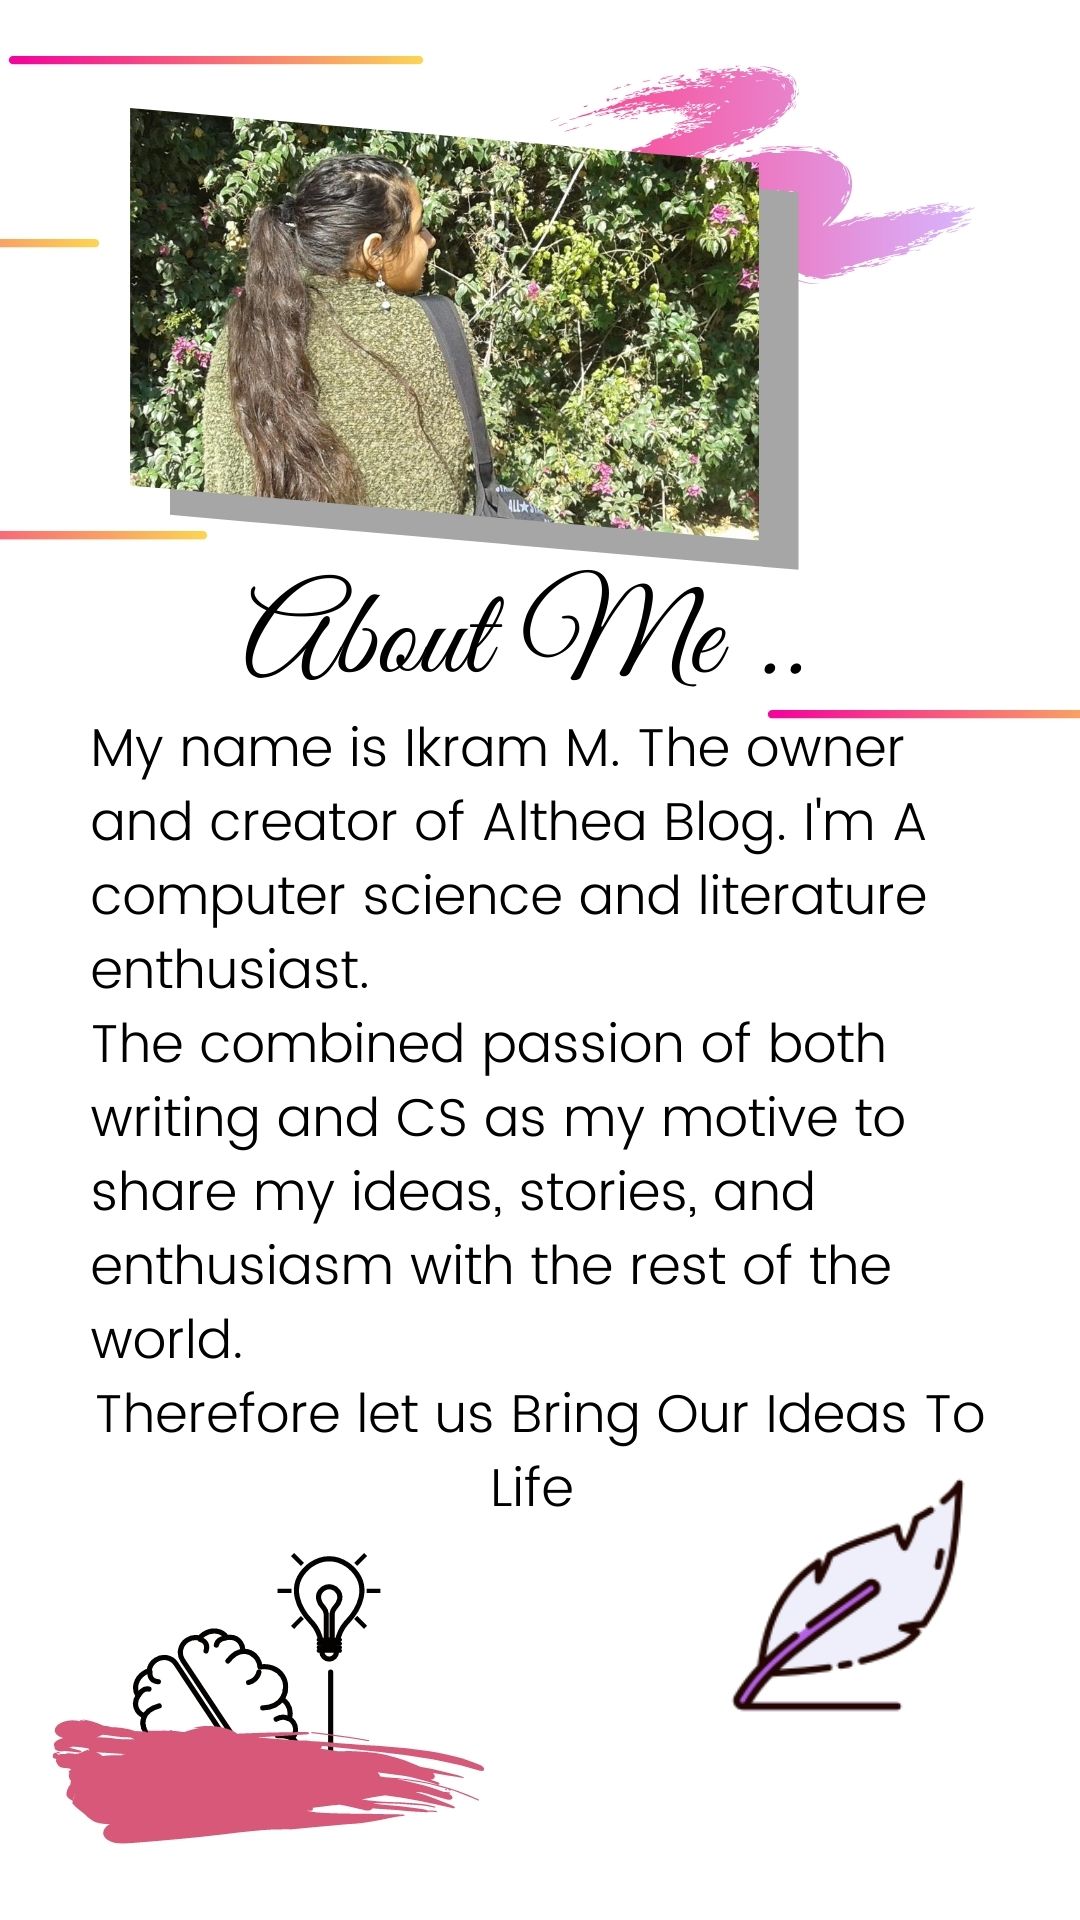 ALL★ST
About Me ..
My name is Ikram M. The owner
and creator of Althea Blog. I'm A
computer science and literature
enthusiast.
The combined passion of both
writing and CS as my motive to
share my ideas, stories, and
enthusiasm with the rest of the
world.
Therefore let us Bring Our Ideas To
Life